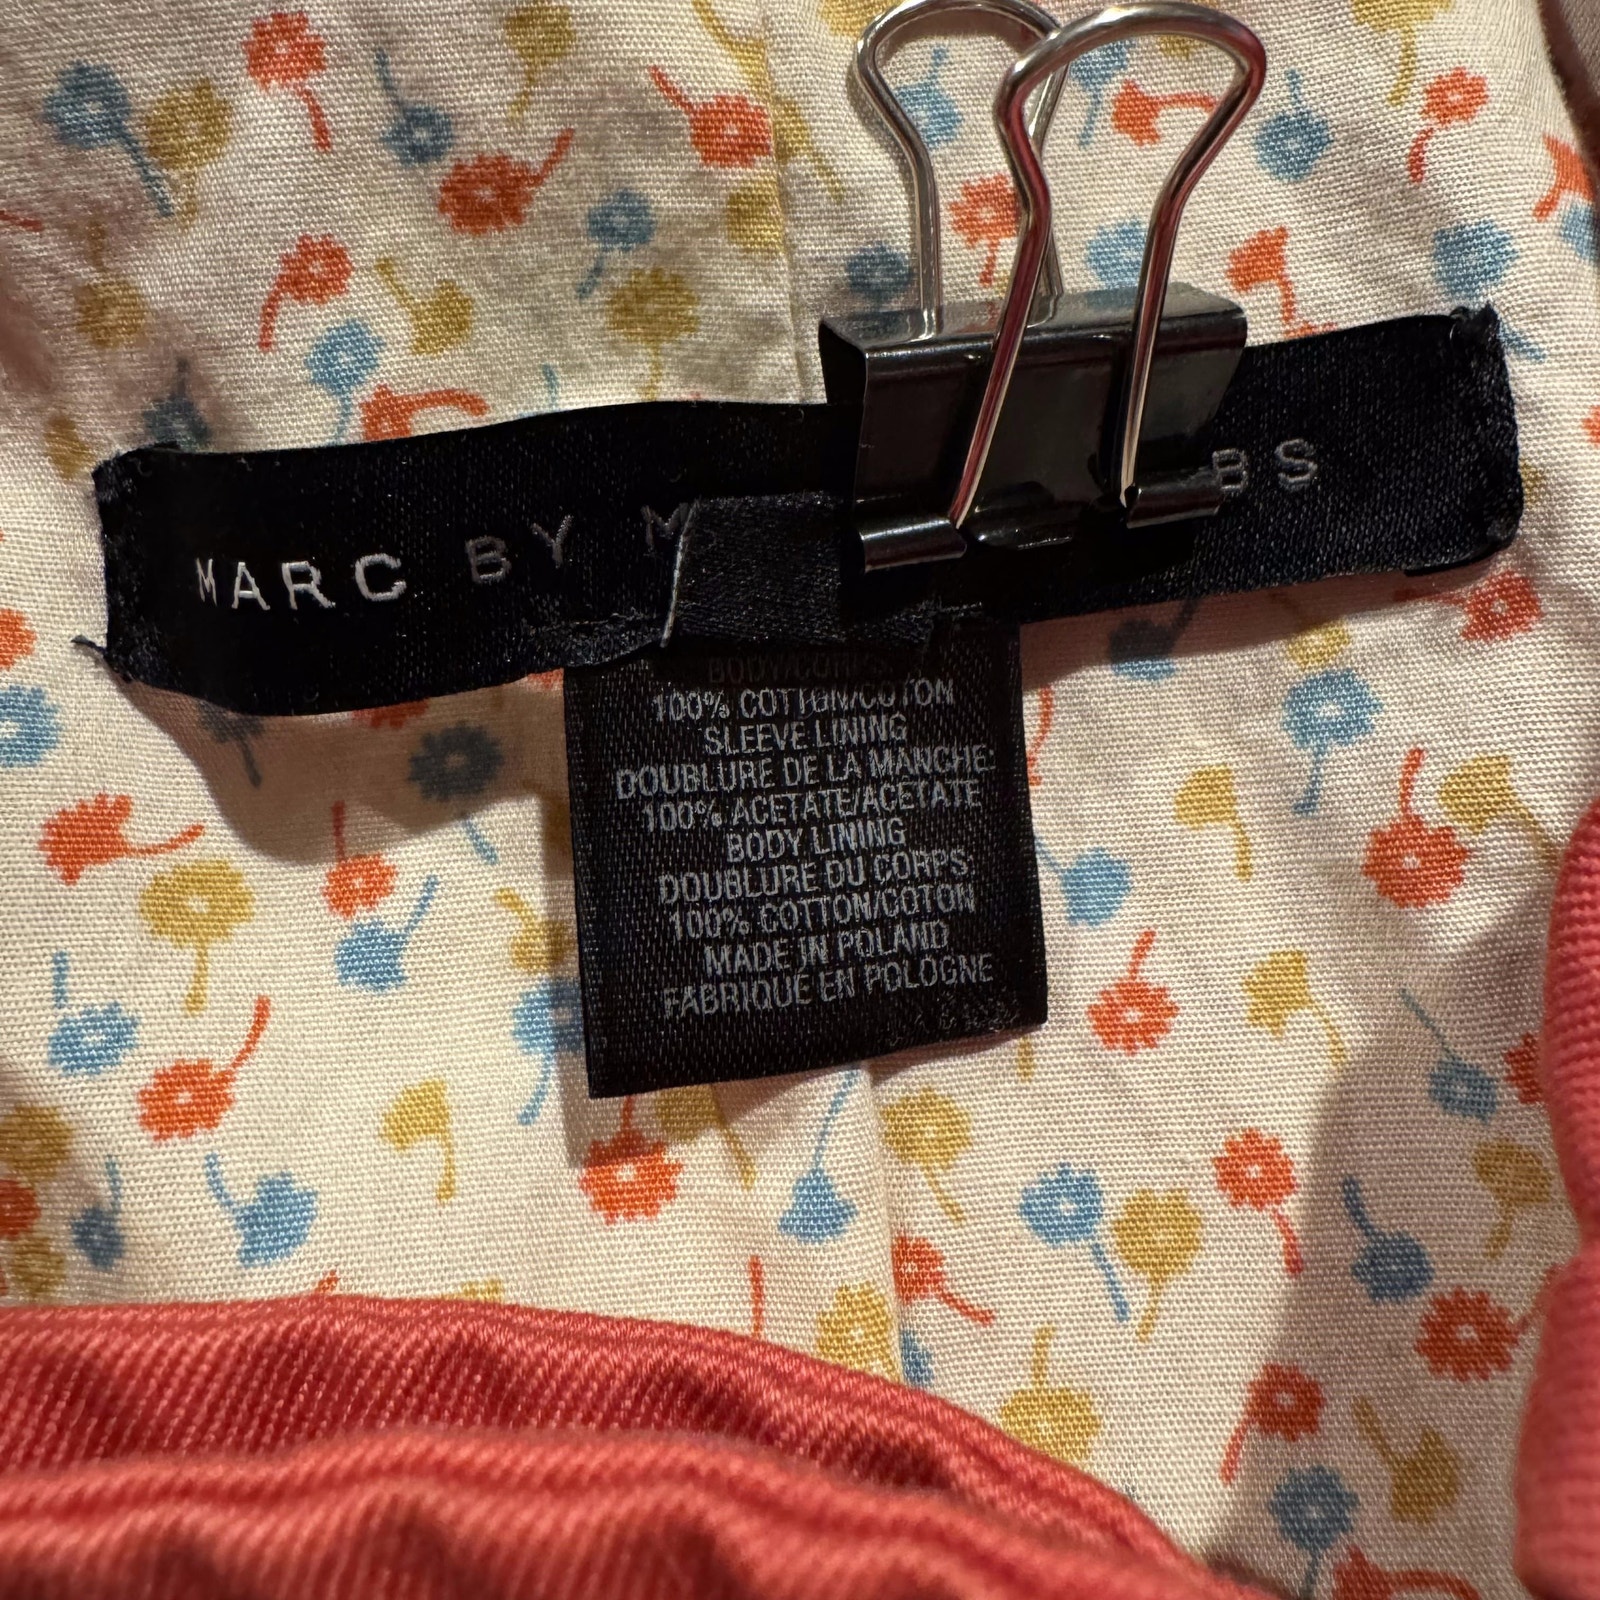 MARC BY M BS
BODY/CORPS
100% COTTON/COTON
SLEEVE LINING
DOUBLURE DE LA MANCHE:
100% ACETATE/ACETATE
BODY LINING
DOUBLURE DU CORPS:
100% COTTON/COTON
MADE IN POLAND
FABRIQUE EN POLOGNE